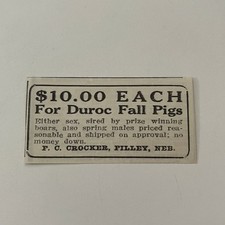 $10.00 EACH
For Duroc Fall Pigs
Either sex, sired by prize winning
boars, also spring males priced rea-
sonable and shipped on approval; no
money down.
F. C. CROCKER, FILLEY, NEB.